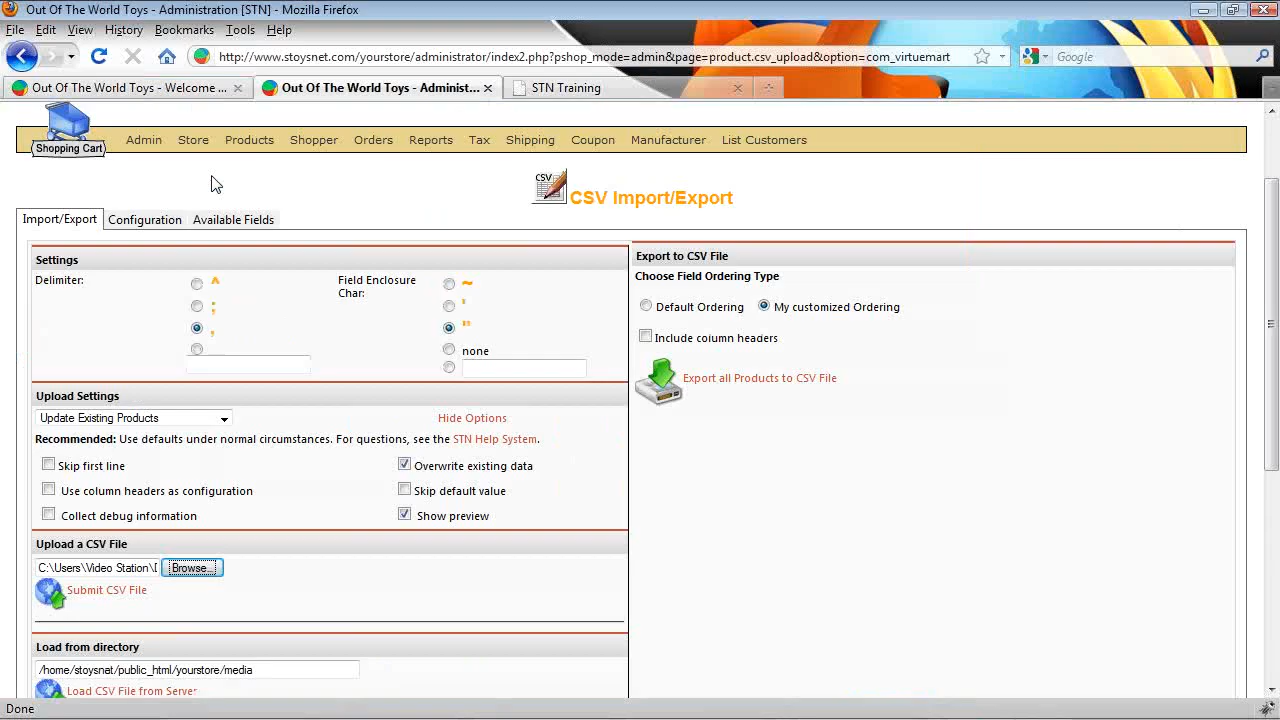 Out Of The World Toys - Administration [STN] - Mozilla Firefox
File Edit View History Bookmarks Tools Help
http://www.stoysnet.com/yourstore/administrator/index2.php?pshop_mode=admin&page=product.csv_upload&option=com_virtuemart
Google
Out Of The World Toys - Welcome ...
Out Of The World Toys - Administ...
STN Training
Shopping Cart
Admin Store Products Shopper Orders Reports Tax Shipping Coupon Manufacturer List Customers
CSV
CSV Import/Export
Import/Export Configuration Available Fields
Settings
Delimiter:
^
;
,
Field Enclosure
Char:
~
'
"
none
Upload Settings
Update Existing Products
Hide Options
Recommended: Use defaults under normal circumstances. For questions, see the STN Help System.
Skip first line
Overwrite existing data
Use column headers as configuration
Skip default value
Collect debug information
Show preview
Upload a CSV File
C:\Users\Video Station\
Browse...
Submit CSV File
Load from directory
/home/stoysnat/public_html/yourstore/media
Load CSV File from Server
Export to CSV File
Choose Field Ordering Type
Default Ordering
My customized Ordering
Include column headers
Export all Products to CSV File
Done